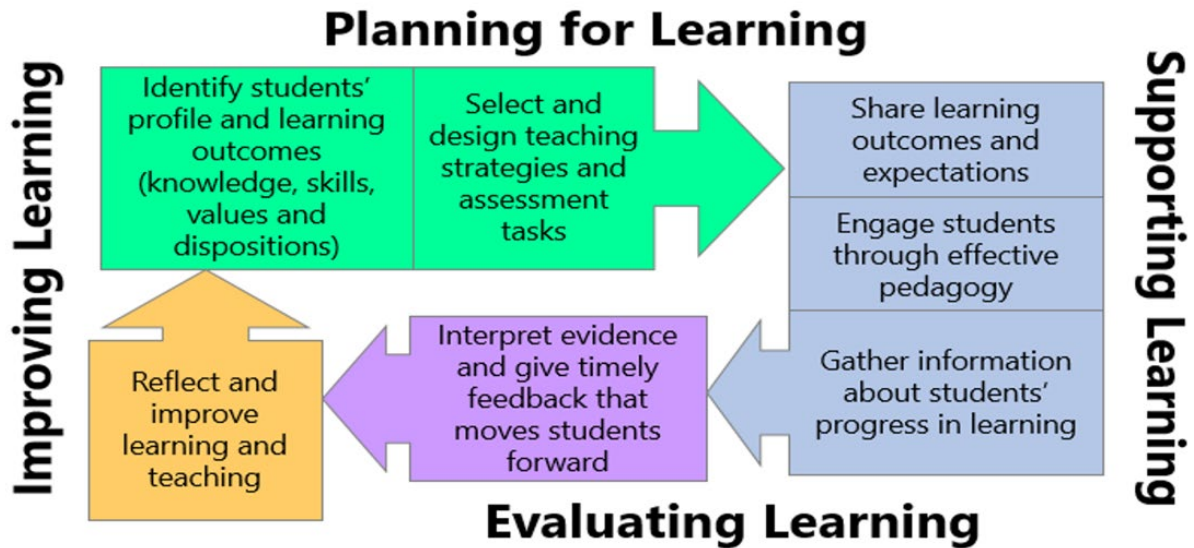 Planning for Learning
Improving Learning
Identify students’
profile and learning
outcomes
(knowledge, skills,
values and
dispositions)
Select and
design teaching
strategies and
assessment
tasks
Share learning
outcomes and
expectations
Engage students
through effective
pedagogy
Gather information
about students’
progress in learning
Supporting Learning
Interpret evidence
and give timely
feedback that
moves students
forward
Reflect and
improve
learning and
teaching
Evaluating Learning